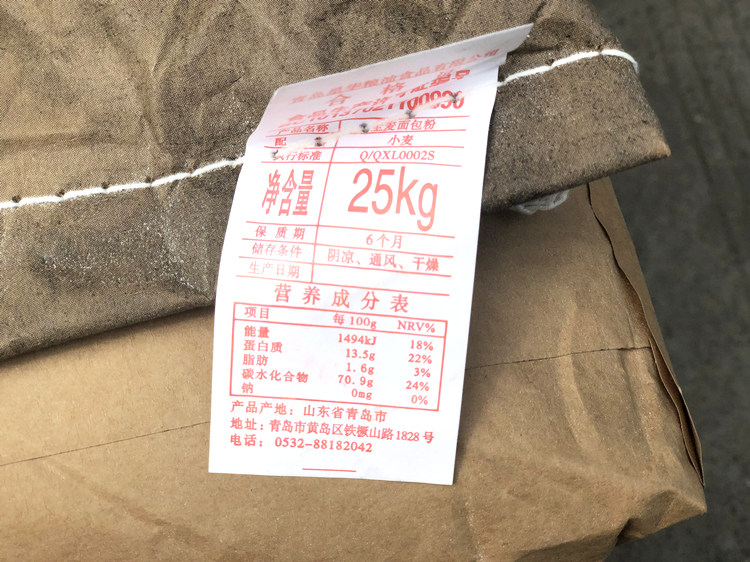 合格证
产品名称 全麦面包粉
配 小麦
执行标准 Q/QXL0002S
净含量 25kg
保质期 6个月
储存条件 阴凉、通风、干燥
生产日期
营养成分表
项目 每100g NRV%
能量 1494kJ 18%
蛋白质 13.5g 22%
脂肪 1.6g 3%
碳水化合物 70.9g 24%
钠 0mg 0%
产品产地：山东省青岛市
地址：青岛市黄岛区铁橛山路1828号
电话：0532-88182042